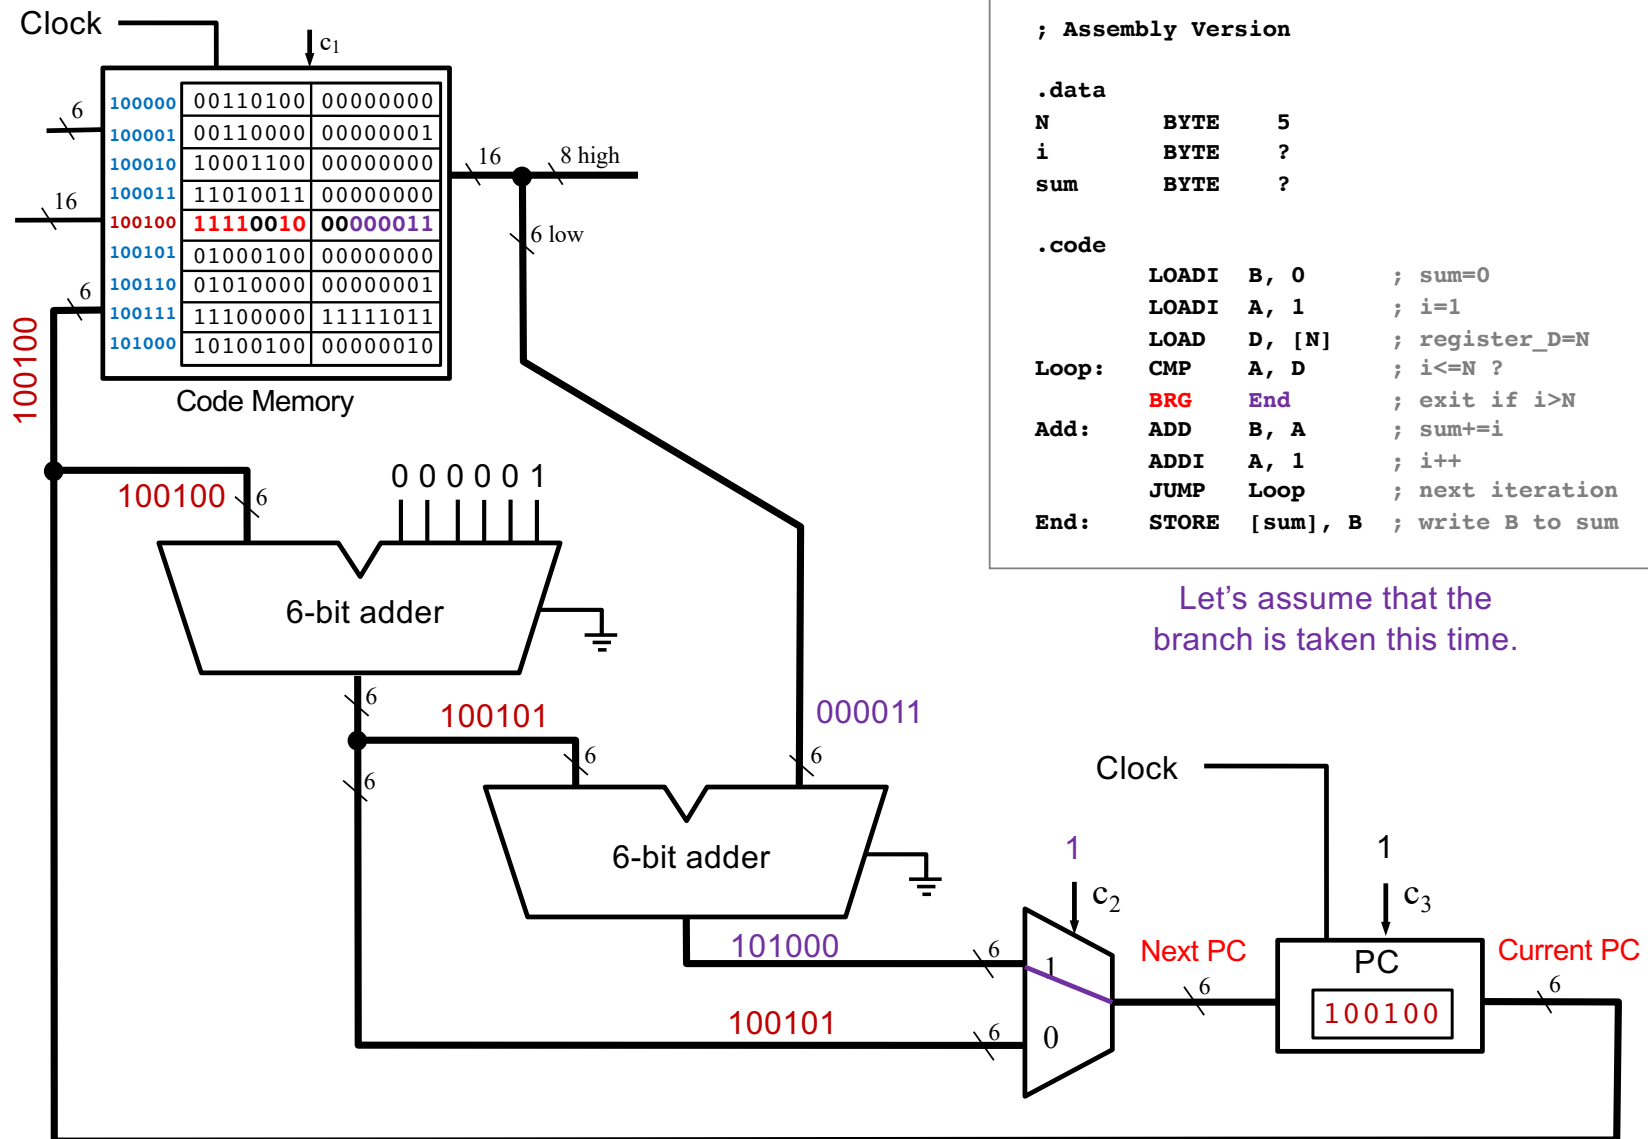 Clock
c1
6
16
6
100000 00110100 00000000
100001 00110000 00000001
100010 10001100 00000000
100011 11010011 00000000
100100 11110010 00000011
100101 01000100 00000000
100110 01010000 00000001
100111 11100000 11111011
101000 10100100 00000010
Code Memory
16
8 high
6 low
100100
; Assembly Version
.data
N BYTE 5
i BYTE ?
sum BYTE ?
.code
LOADI B, 0 ; sum=0
LOADI A, 1 ; i=1
LOAD D, [N] ; register_D=N
Loop: CMP A, D ; i<=N ?
BRG End ; exit if i>N
Add: ADD B, A ; sum+=i
ADDI A, 1 ; i++
JUMP Loop ; next iteration
End: STORE [sum], B ; write B to sum
Let's assume that the
branch is taken this time.
100100
6
0 0 0 0 0 1
6-bit adder
6
100101
6
6
000011
6
6-bit adder
101000
6
100101
6
1
c2
1
0
Next PC
6
Clock
1
c3
PC
100100
Current PC
6